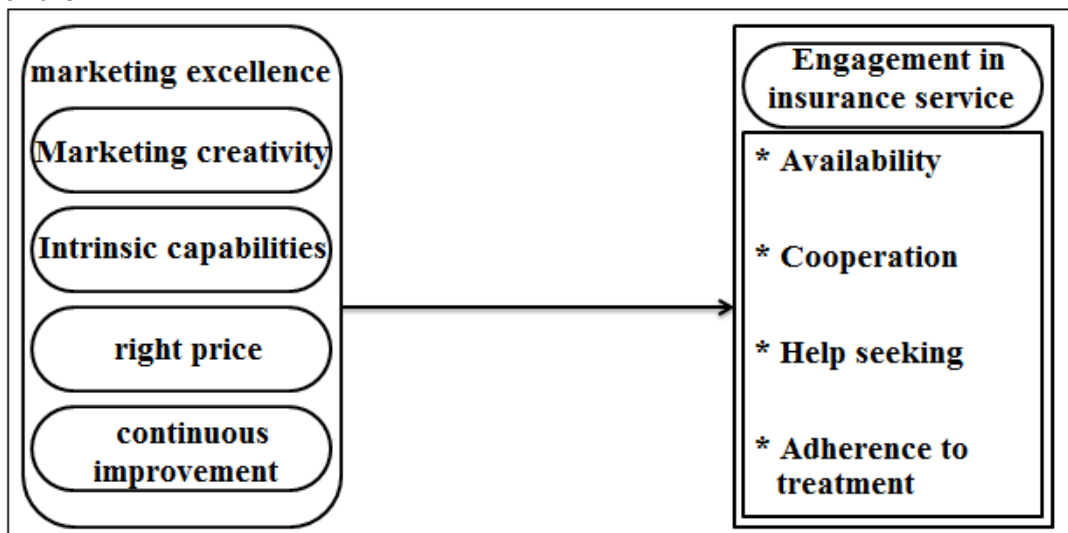 marketing excellence
Marketing creativity
Intrinsic capabilities
right price
continuous
improvement
Engagement in
insurance service
* Availability
* Cooperation
* Help seeking
* Adherence to
treatment